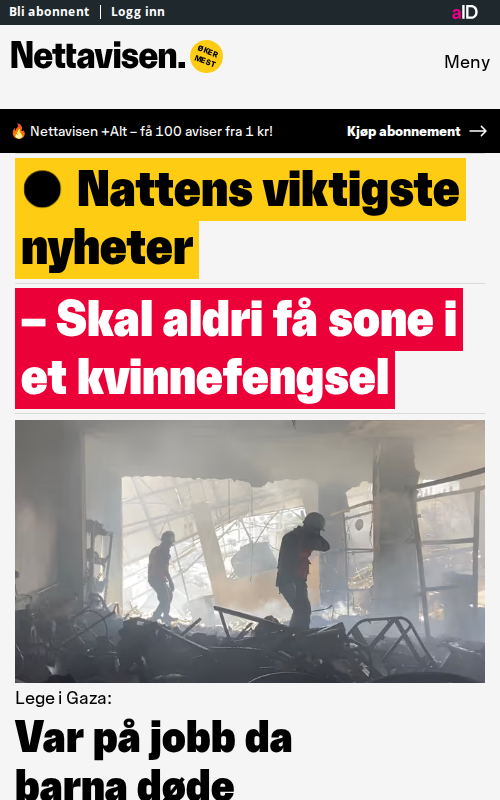 Bli abonnent | Logg inn
aID
Nettavisen.
ØKER
MEST
Meny
🔥 Nettavisen +Alt – få 100 aviser fra 1 kr!
Kjøp abonnement →
Nattens viktigste
nyheter
– Skal aldri få sone i
et kvinnefengsel
Lege i Gaza:
Var på jobb da
barna døde